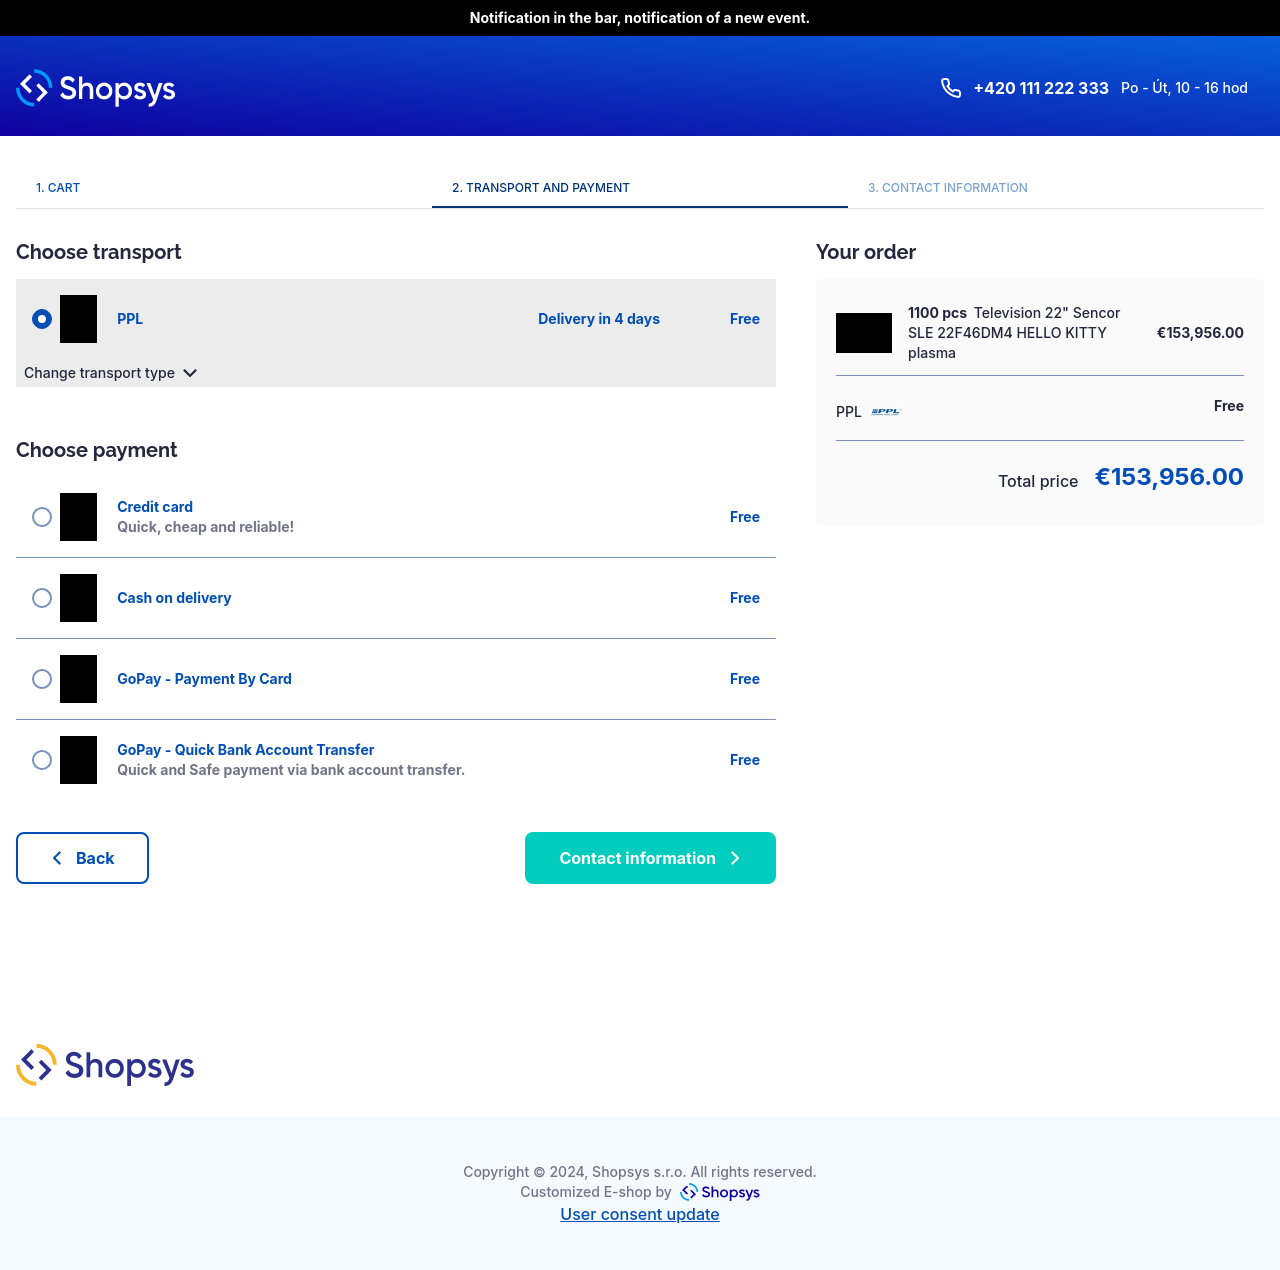 Notification in the bar, notification of a new event.
Shopsys
+420 111 222 333 Po - Út, 10 - 16 hod
1. CART
2. TRANSPORT AND PAYMENT
3. CONTACT INFORMATION
Choose transport
PPL Delivery in 4 days Free
Change transport type
Choose payment
Credit card
Quick, cheap and reliable!
Free
Cash on delivery Free
GoPay - Payment By Card Free
GoPay - Quick Bank Account Transfer
Quick and Safe payment via bank account transfer.
Free
Back
Contact information
Your order
1100 pcs Television 22" Sencor
SLE 22F46DM4 HELLO KITTY
plasma
€153,956.00
PPL PPL Free
Total price €153,956.00
Shopsys
Copyright © 2024, Shopsys s.r.o. All rights reserved.
Customized E-shop by Shopsys
User consent update